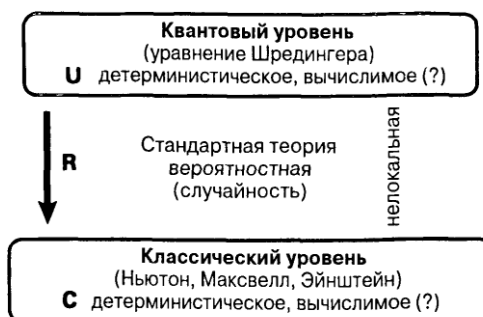 Квантовый уровень
(уравнение Шредингера)
U детерминистическое, вычислимое (?)
R
Стандартная теория
вероятностная
(случайность)
нелокальная
Классический уровень
(Ньютон, Максвелл, Эйнштейн)
C детерминистическое, вычислимое (?)